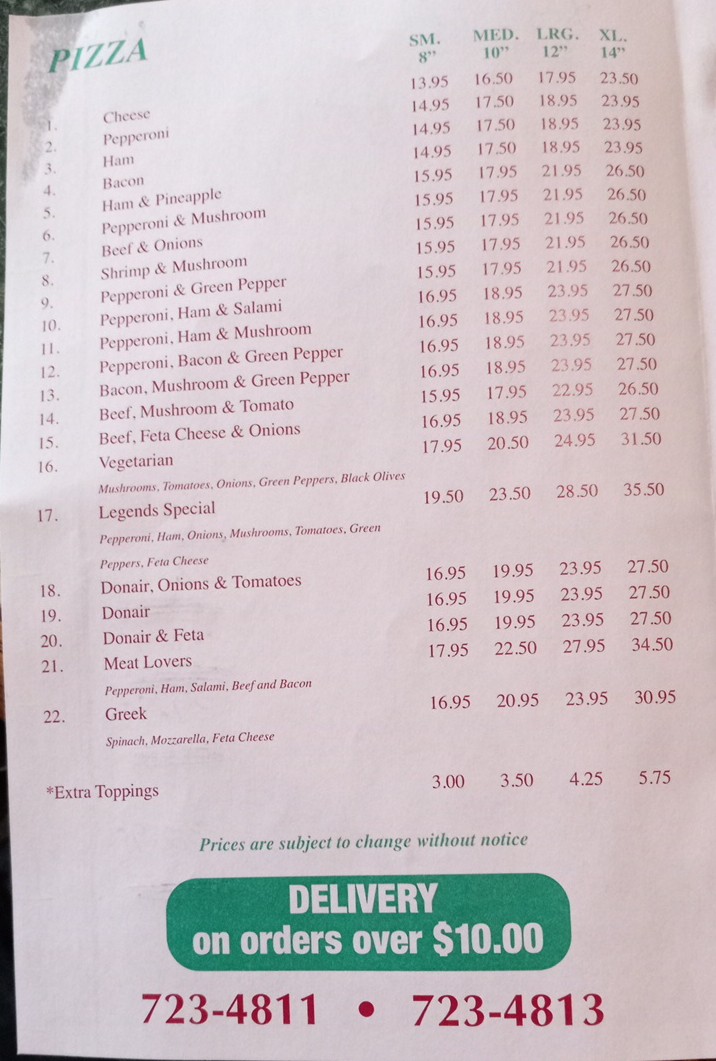 PIZZA SM. MED. LRG. XL.
8" 10" 12" 14"
1. Cheese 13.95 16.50 17.95 23.50
2. Pepperoni 14.95 17.50 18.95 23.95
3. Ham 14.95 17.50 18.95 23.95
4. Bacon 14.95 17.50 18.95 23.95
5. Ham & Pineapple 15.95 17.95 21.95 26.50
6. Pepperoni & Mushroom 15.95 17.95 21.95 26.50
7. Beef & Onions 15.95 17.95 21.95 26.50
8. Shrimp & Mushroom 15.95 17.95 21.95 26.50
9. Pepperoni & Green Pepper 15.95 17.95 21.95 26.50
10. Pepperoni, Ham & Salami 16.95 18.95 23.95 27.50
11. Pepperoni, Ham & Mushroom 16.95 18.95 23.95 27.50
12. Pepperoni, Bacon & Green Pepper 16.95 18.95 23.95 27.50
13. Bacon, Mushroom & Green Pepper 16.95 18.95 23.95 27.50
14. Beef, Mushroom & Tomato 15.95 17.95 22.95 26.50
15. Beef, Feta Cheese & Onions 16.95 18.95 23.95 27.50
16. Vegetarian 17.95 20.50 24.95 31.50
Mushrooms, Tomatoes, Onions, Green Peppers, Black Olives
17. Legends Special 19.50 23.50 28.50 35.50
Pepperoni, Ham, Onions, Mushrooms, Tomatoes, Green
Peppers, Feta Cheese
18. Donair, Onions & Tomatoes 16.95 19.95 23.95 27.50
19. Donair 16.95 19.95 23.95 27.50
20. Donair & Feta 16.95 19.95 23.95 27.50
21. Meat Lovers 17.95 22.50 27.95 34.50
Pepperoni, Ham, Salami, Beef and Bacon
22. Greek 16.95 20.95 23.95 30.95
Spinach, Mozzarella, Feta Cheese
*Extra Toppings 3.00 3.50 4.25 5.75
Prices are subject to change without notice
DELIVERY
on orders over $10.00
723-4811 • 723-4813